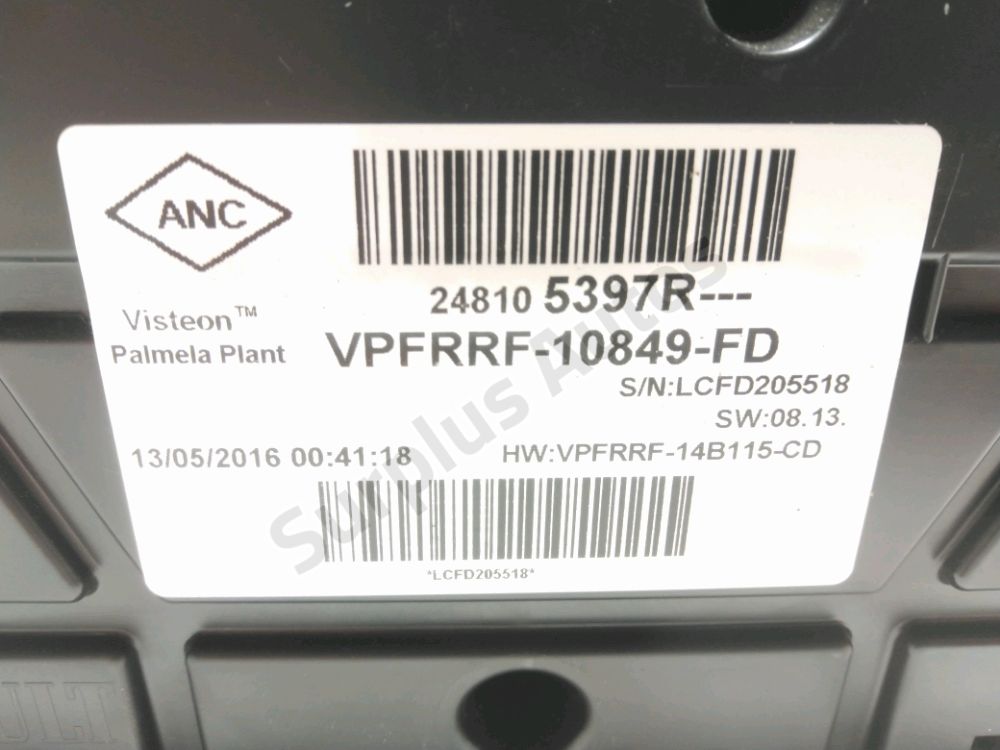 ANC
24810 5397R---
Visteon™
Palmela Plant
VPFRRF-10849-FD
S/N:LCFD205518
SW:08.13.
13/05/2016 00:41:18
HW:VPFRRF-14B115-CD
*LCFD205518*
Surplus Autos
ULT